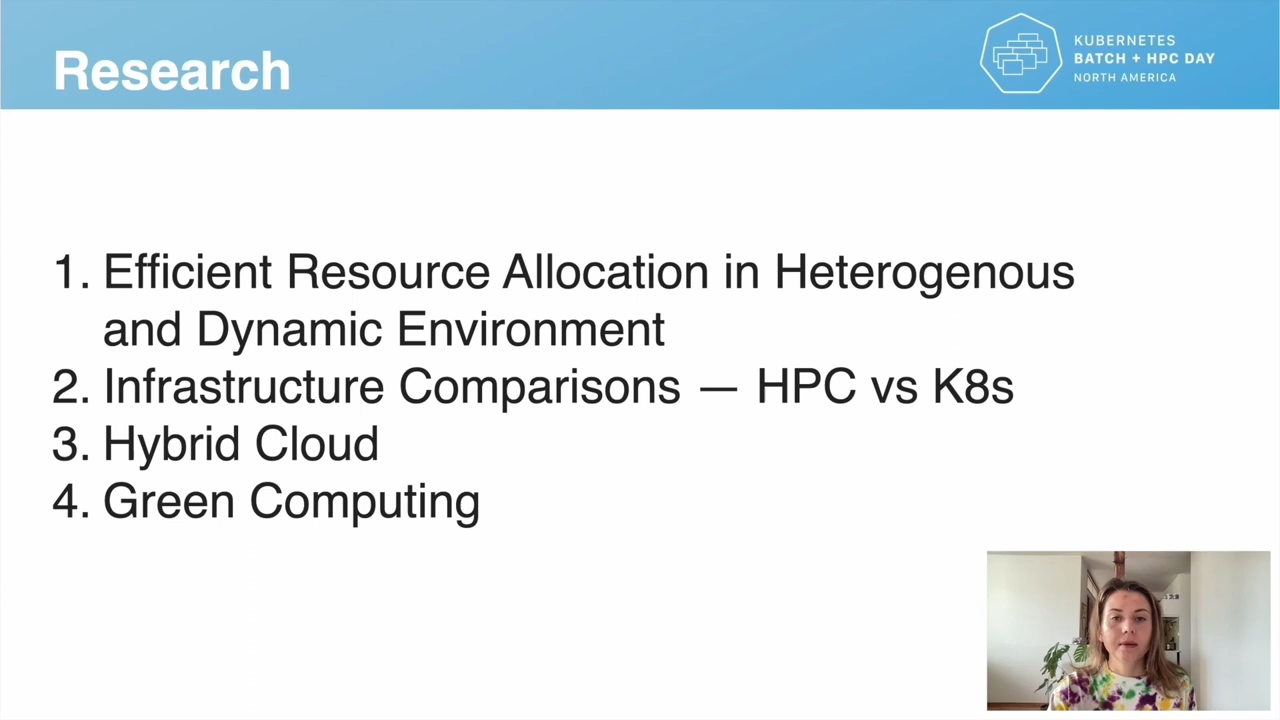 Research
KUBERNETES
BATCH + HPC DAY
NORTH AMERICA
1. Efficient Resource Allocation in Heterogenous
and Dynamic Environment
2. Infrastructure Comparisons — HPC vs K8s
3. Hybrid Cloud
4. Green Computing